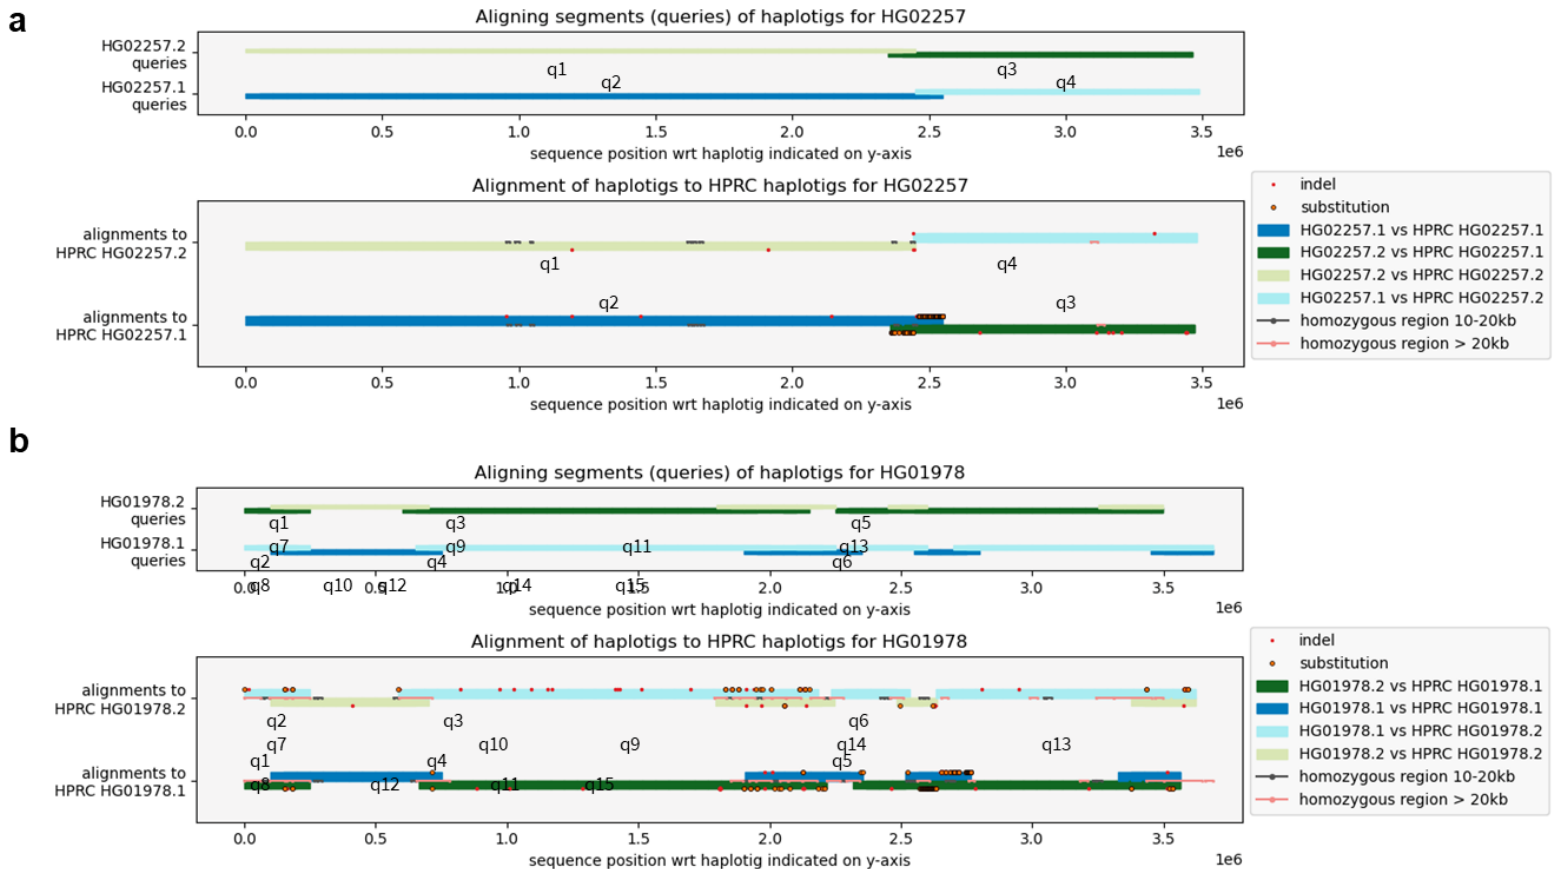 a
Aligning segments (queries) of haplotigs for HG02257
HG02257.2
queries
q1
q3
q2
q4
HG02257.1
queries
0.0 0.5 1.0 1.5 2.0 2.5 3.0 3.5
sequence position wrt haplotig indicated on y-axis
1e6
Alignment of haplotigs to HPRC haplotigs for HG02257
alignments to
HPRC HG02257.2
q1
q4
q2
q3
alignments to
HPRC HG02257.1
0.0 0.5 1.0 1.5 2.0 2.5 3.0 3.5
sequence position wrt haplotig indicated on y-axis
1e6
indel
substitution
HG02257.1 vs HPRC HG02257.1
HG02257.2 vs HPRC HG02257.1
HG02257.2 vs HPRC HG02257.2
HG02257.1 vs HPRC HG02257.2
homozygous region 10-20kb
homozygous region > 20kb
b
Aligning segments (queries) of haplotigs for HG01978
HG01978.2
queries
q1 q3 q5
HG01978.1
queries
q7 q9 q11 q13
q2 q4 q6
q8 q10 q12 q14 q15
0.0 0.5 1.0 1.5 2.0 2.5 3.0 3.5
sequence position wrt haplotig indicated on y-axis
1e6
Alignment of haplotigs to HPRC haplotigs for HG01978
alignments to
HPRC HG01978.2
q2 q3 q6
q7 q10 q9 q14 q13
q1 q4 q5
alignments to
HPRC HG01978.1
q8 q12 q11 q15
0.0 0.5 1.0 1.5 2.0 2.5 3.0 3.5
sequence position wrt haplotig indicated on y-axis
1e6
indel
substitution
HG01978.2 vs HPRC HG01978.1
HG01978.1 vs HPRC HG01978.1
HG01978.1 vs HPRC HG01978.2
HG01978.2 vs HPRC HG01978.2
homozygous region 10-20kb
homozygous region > 20kb